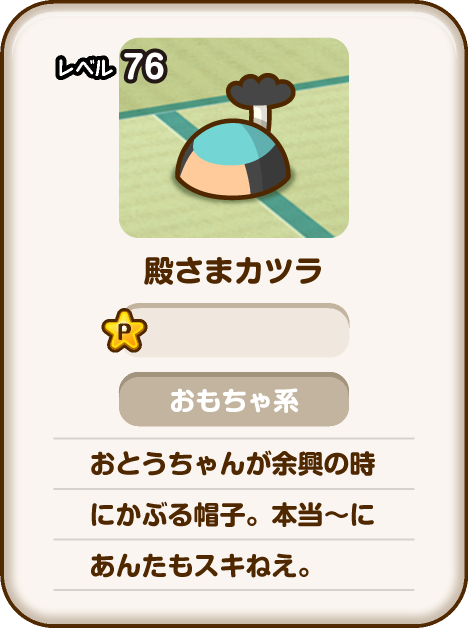 レベル 76
殿さまカツラ
P
おもちゃ系
おとうちゃんが余興の時
にかぶる帽子。本当～に
あんたもスキねえ。